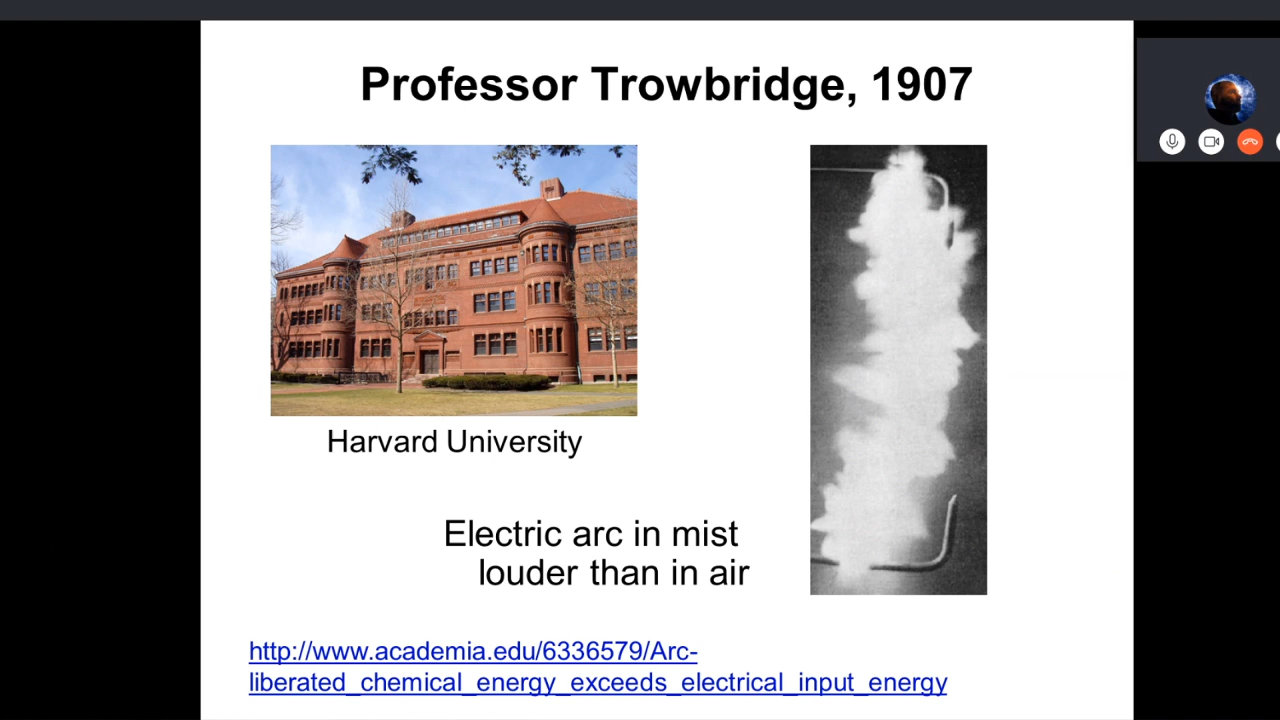 Professor Trowbridge, 1907
Harvard University
Electric arc in mist
louder than in air
http://www.academia.edu/6336579/Arc-
liberated_chemical_energy_exceeds_electrical_input_energy